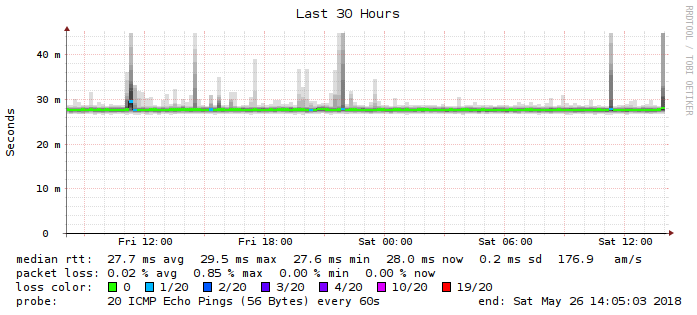 Last 30 Hours
RRDTOOL / TOBI OETIKER
Seconds
40 m
30 m
20 m
10 m
0
Fri 12:00 Fri 18:00 Sat 00:00 Sat 06:00 Sat 12:00
median rtt: 27.7 ms avg 29.5 ms max 27.6 ms min 28.0 ms now 0.2 ms sd 176.9 am/s
packet loss: 0.02 % avg 0.85 % max 0.00 % min 0.00 % now
loss color: 0 1/20 2/20 3/20 4/20 10/20 19/20
probe: 20 ICMP Echo Pings (56 Bytes) every 60s end: Sat May 26 14:05:03 2018